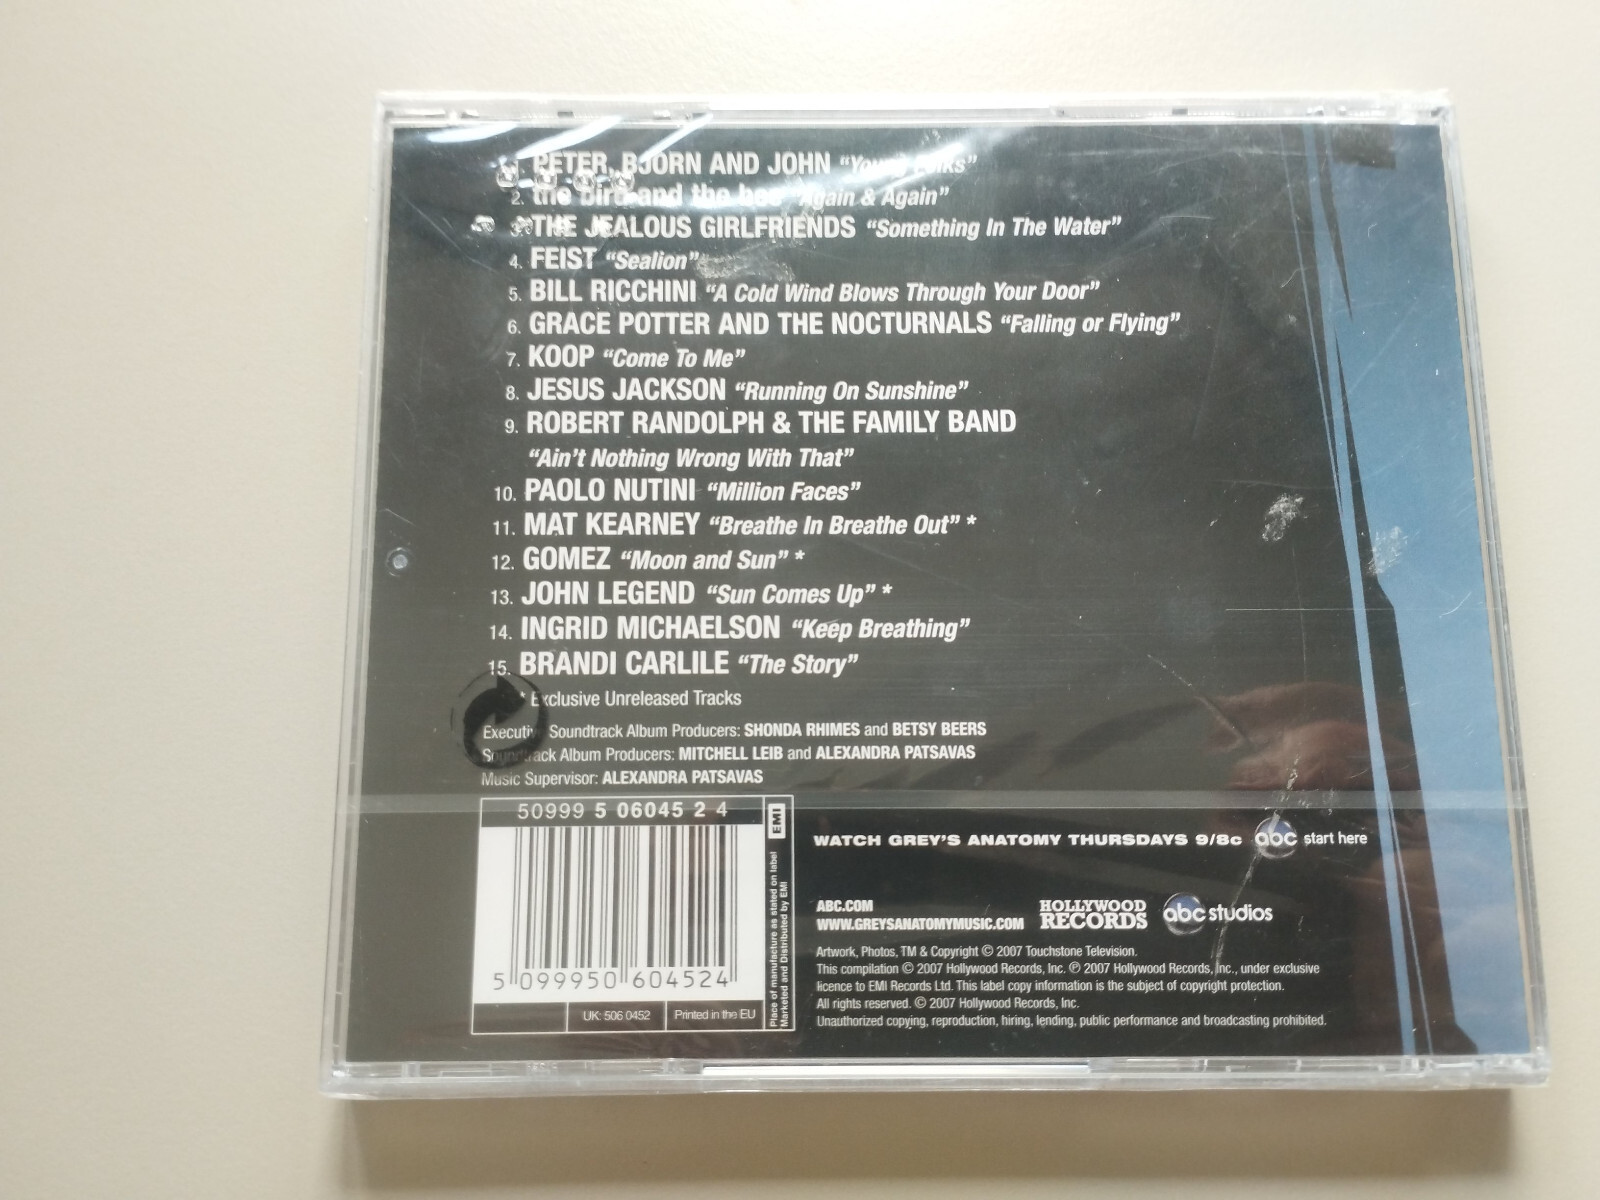 1. PETER, BJORN AND JOHN “Young Folks”
2. the bird and the bee “Again & Again”
3. THE JEALOUS GIRLFRIENDS “Something In The Water”
4. FEIST “Sealion”
5. BILL RICCHINI “A Cold Wind Blows Through Your Door”
6. GRACE POTTER AND THE NOCTURNALS “Falling or Flying”
7. KOOP “Come To Me”
8. JESUS JACKSON “Running On Sunshine”
9. ROBERT RANDOLPH & THE FAMILY BAND
“Ain’t Nothing Wrong With That”
10. PAOLO NUTINI “Million Faces”
11. MAT KEARNEY “Breathe In Breathe Out” *
12. GOMEZ “Moon and Sun” *
13. JOHN LEGEND “Sun Comes Up” *
14. INGRID MICHAELSON “Keep Breathing”
15. BRANDI CARLILE “The Story”
* Exclusive Unreleased Tracks
Executive Soundtrack Album Producers: SHONDA RHIMES and BETSY BEERS
Soundtrack Album Producers: MITCHELL LEIB and ALEXANDRA PATSAVAS
Music Supervisor: ALEXANDRA PATSAVAS
50999 5 06045 2 4
5 099950 604524
UK: 506 0452
Printed in the EU
EMI
Place of manufacture as stated on label
Marketed and Distributed by EMI
WATCH GREY’S ANATOMY THURSDAYS 9/8c abc start here
ABC.COM
WWW.GREYSANATOMYMUSIC.COM
HOLLYWOOD
RECORDS
abc studios
Artwork, Photos, TM & Copyright © 2007 Touchstone Television.
This compilation © 2007 Hollywood Records, Inc. ℗ 2007 Hollywood Records, Inc., under exclusive
licence to EMI Records Ltd. This label copy information is the subject of copyright protection.
All rights reserved. © 2007 Hollywood Records, Inc.
Unauthorized copying, reproduction, hiring, lending, public performance and broadcasting prohibited.